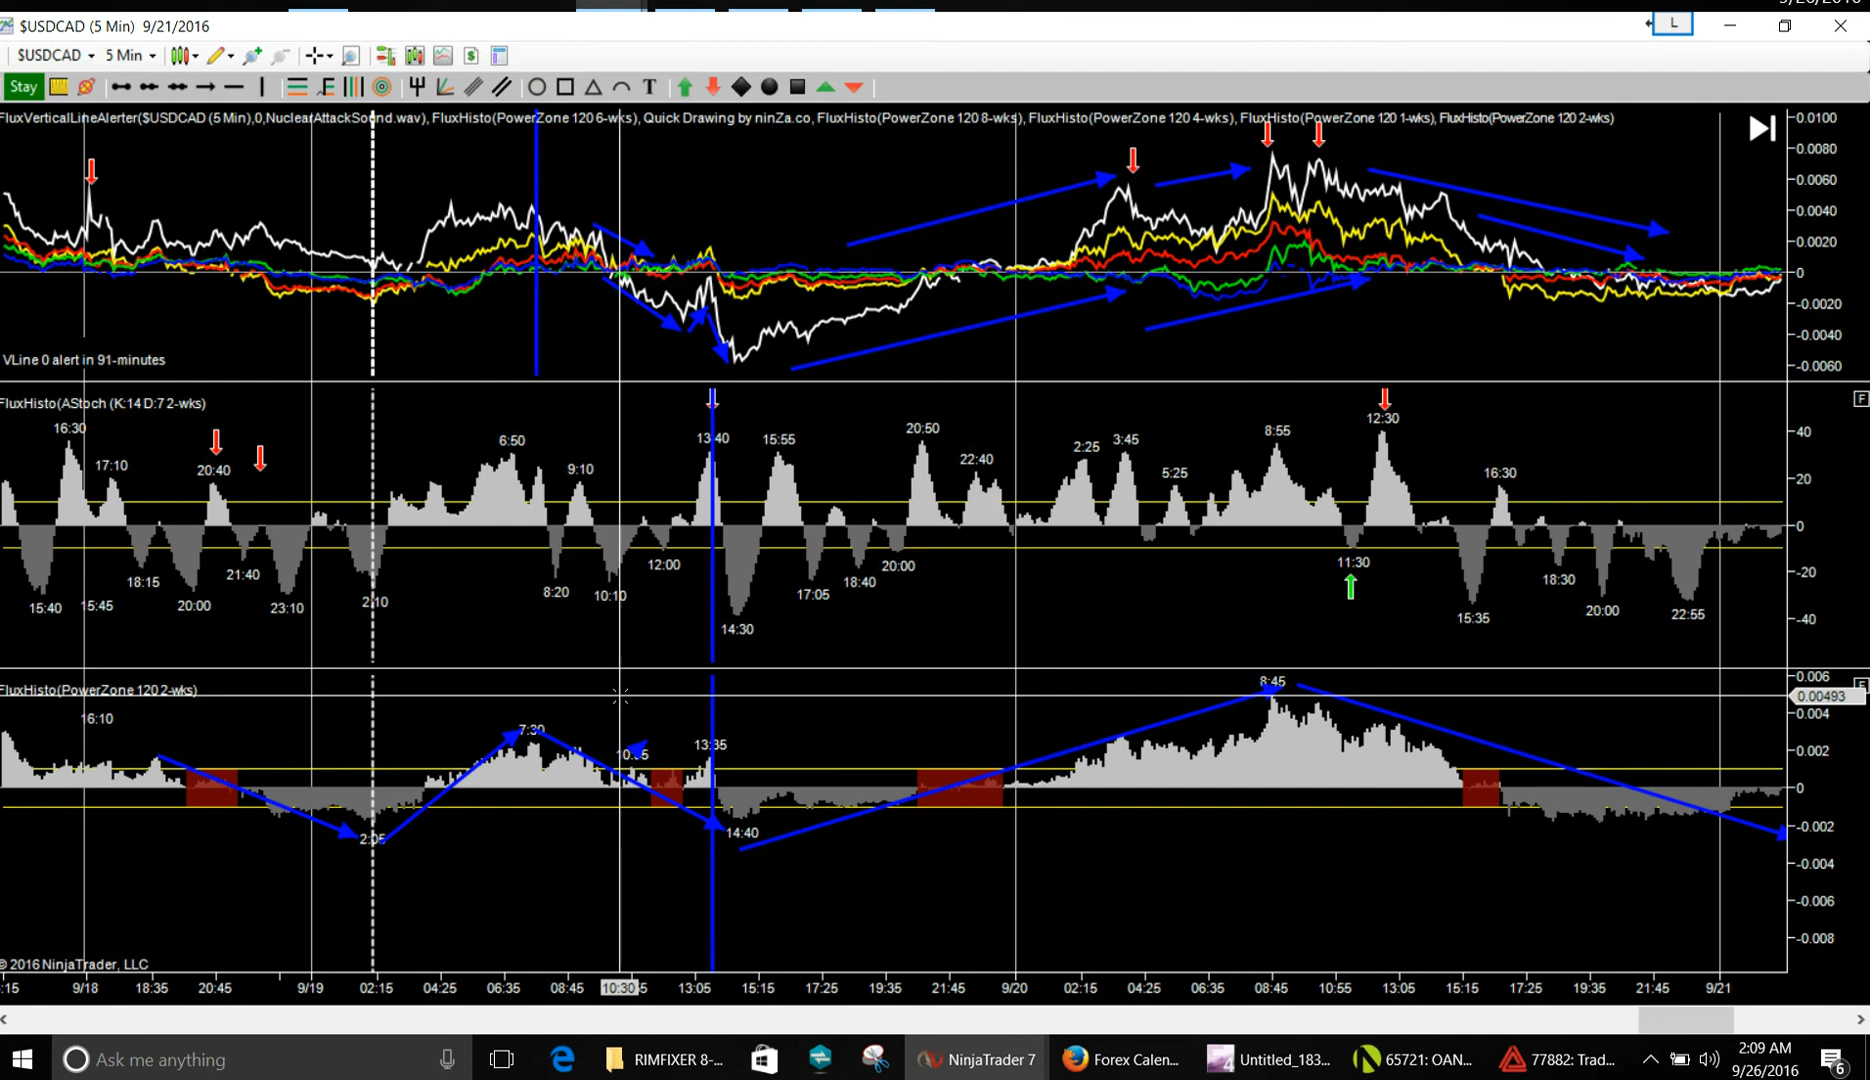 9/26/2016
$USDCAD (5 Min) 9/21/2016
L
$USDCAD 5 Min
Stay T
FluxVerticalLineAlerter($USDCAD (5 Min),0,NuclearAttackSound.wav), FluxHisto(PowerZone 120 6-wks), Quick Drawing by ninZa.co, FluxHisto(PowerZone 120 8-wks), FluxHisto(PowerZone 120 4-wks), FluxHisto(PowerZone 120 1-wks), FluxHisto(PowerZone 120 2-wks)
0.0100
0.0080
0.0060
0.0040
0.0020
0
-0.0020
-0.0040
-0.0060
VLine 0 alert in 91-minutes
FluxHisto(AStoch (K:14 D:7 2-wks)
F
16:30 17:10 20:40 6:50 9:10 13:40 15:55 20:50 22:40 2:25 3:45 5:25 8:55 12:30 16:30
40
20
0
-20
-40
15:40 15:45 18:15 20:00 21:40 23:10 2:10 8:20 10:10 12:00 14:30 17:05 18:40 20:00 11:30 15:35 18:30 20:00 22:55
FluxHisto(PowerZone 120 2-wks)
F
16:10 2:05 7:30 13:35 14:40 8:45
0.006
0.00493
0.004
0.002
0
-0.002
-0.004
-0.006
-0.008
© 2016 NinjaTrader, LLC
:15 9/18 18:35 20:45 9/19 02:15 04:25 06:35 08:45 10:30 13:05 15:15 17:25 19:35 21:45 9/20 02:15 04:25 06:35 08:45 10:55 13:05 15:15 17:25 19:35 21:45 9/21
Ask me anything
RIMFIXER 8-...
NinjaTrader 7
Forex Calen...
Untitled_183...
65721: OAN...
77882: Trad...
2:09 AM
9/26/2016
6